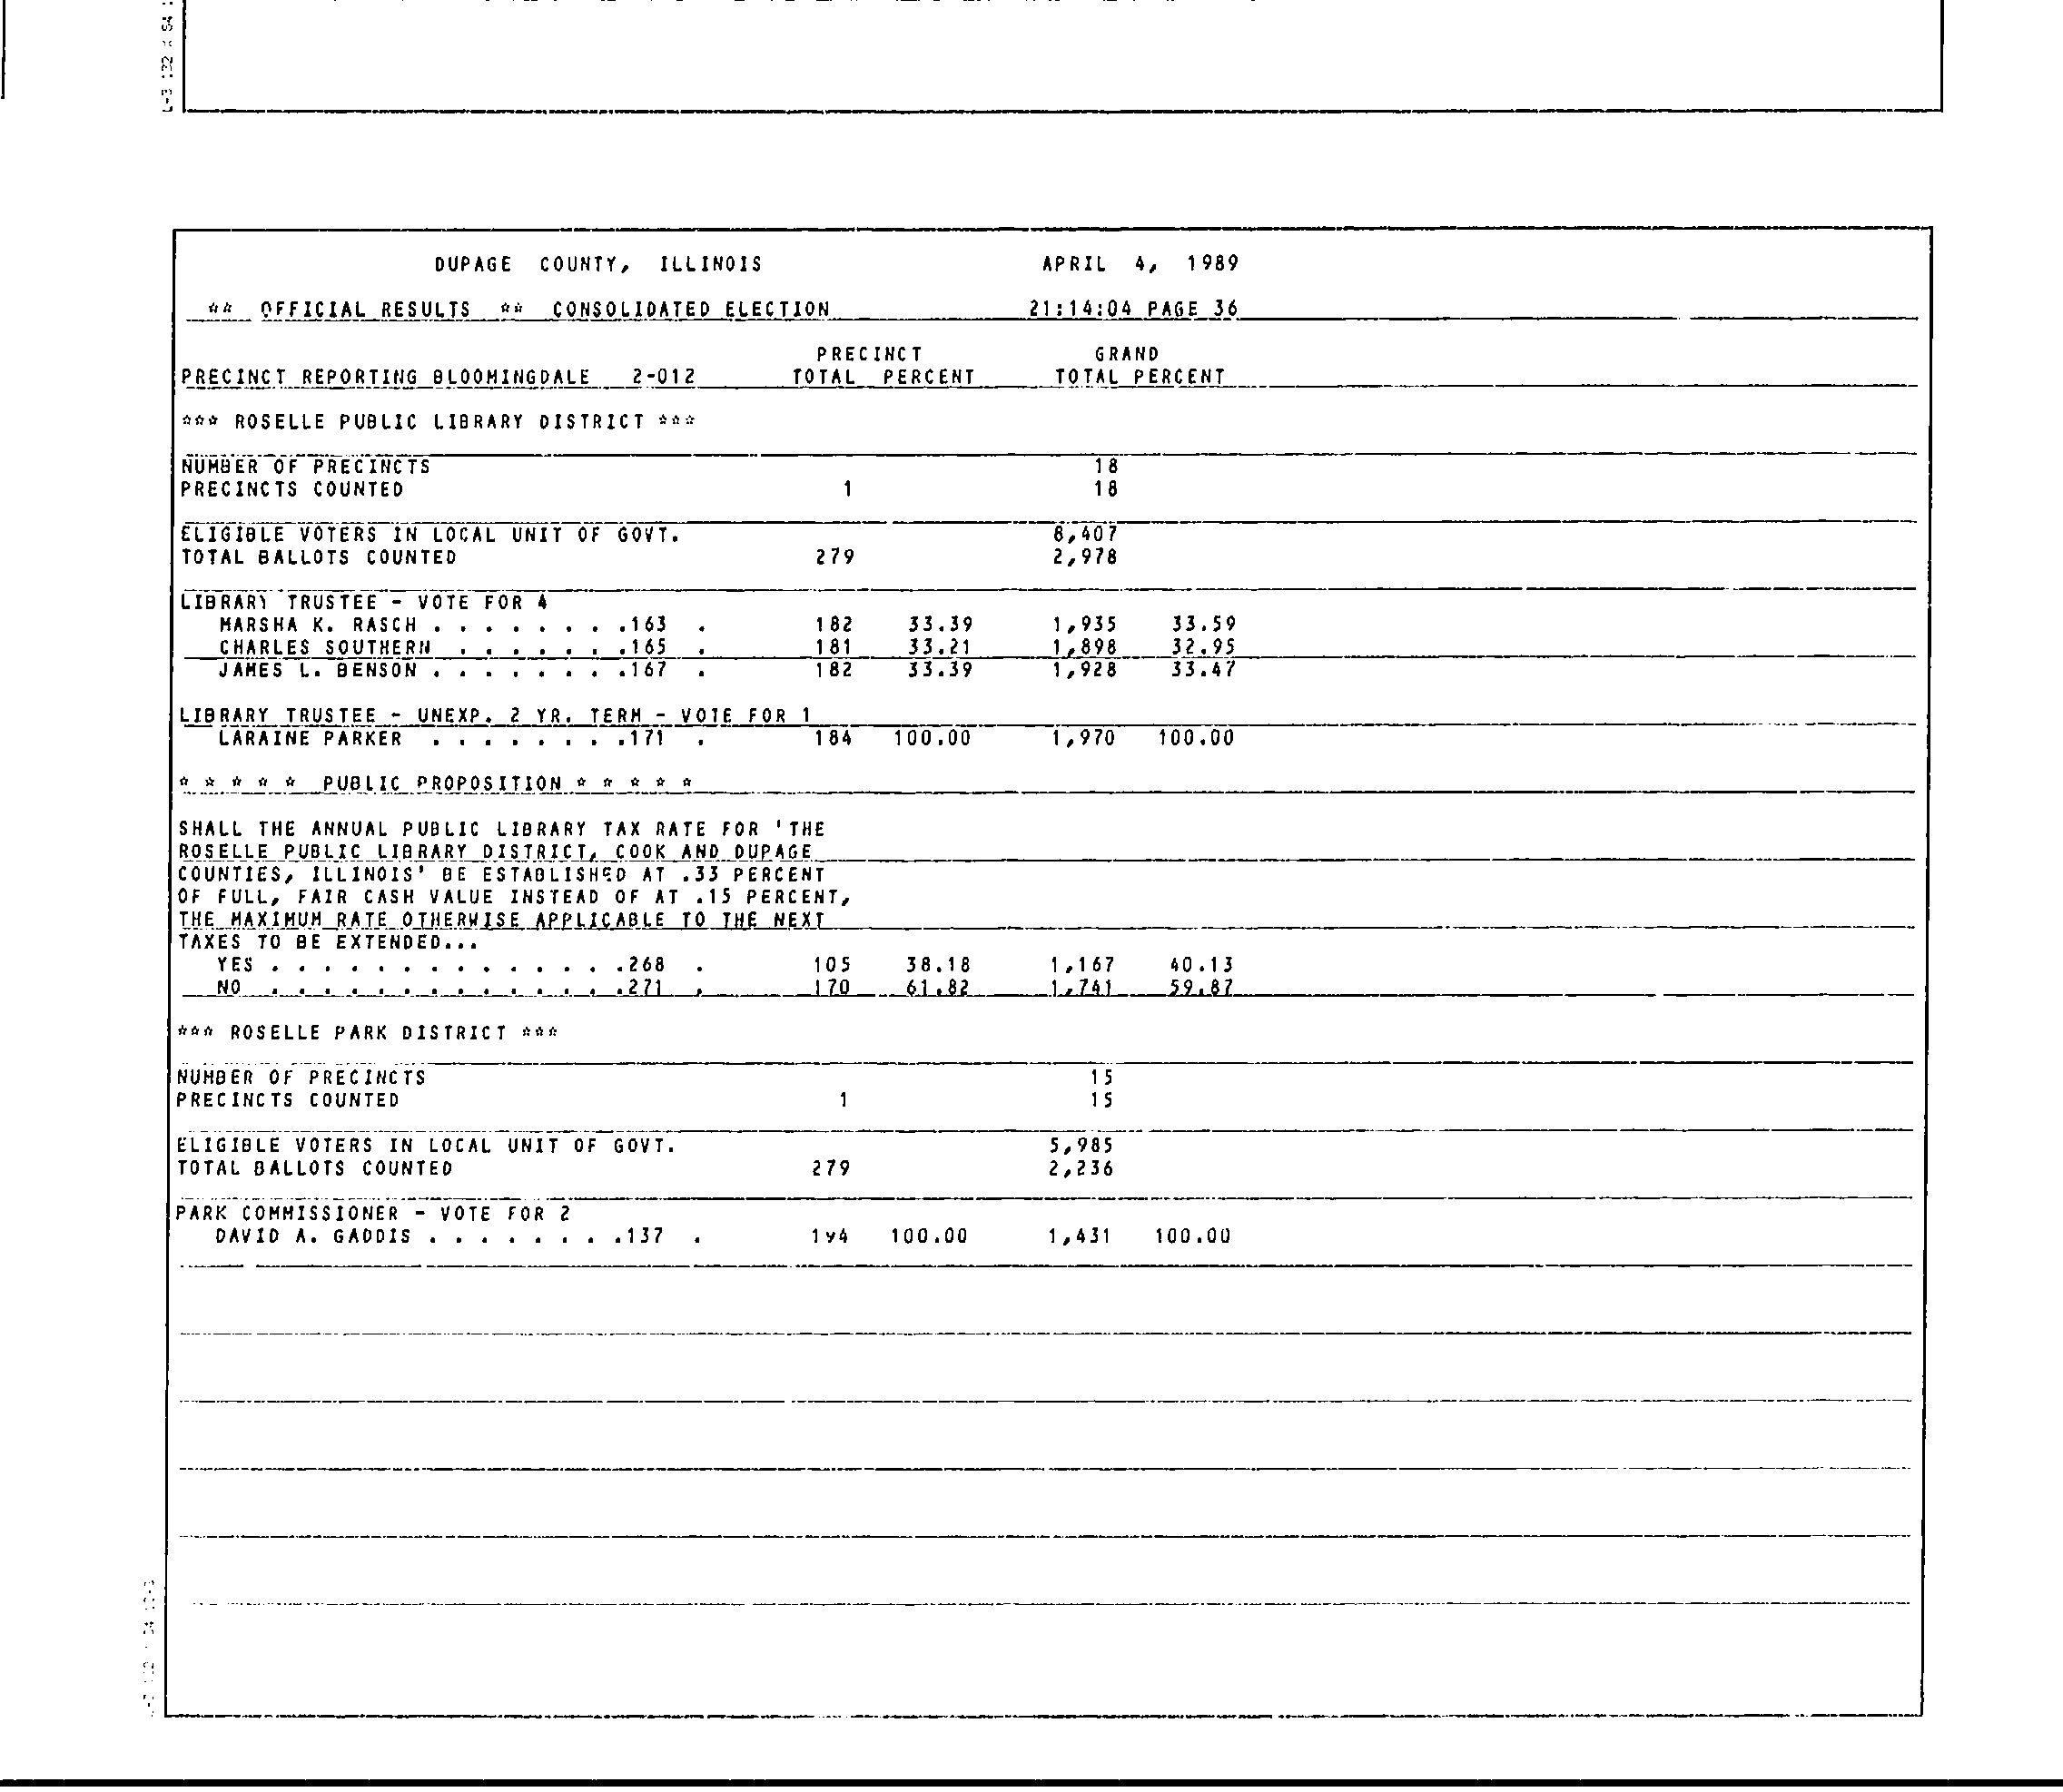 DUPAGE COUNTY, ILLINOIS APRIL 4, 1989
** OFFICIAL RESULTS ** CONSOLIDATED ELECTION 21:14:04 PAGE 36
PRECINCT GRAND
PRECINCT REPORTING BLOOMINGDALE 2-012 TOTAL PERCENT TOTAL PERCENT
*** ROSELLE PUBLIC LIBRARY DISTRICT ***
NUMBER OF PRECINCTS 18
PRECINCTS COUNTED 1 18
ELIGIBLE VOTERS IN LOCAL UNIT OF GOVT. 8,407
TOTAL BALLOTS COUNTED 279 2,978
LIBRARY TRUSTEE - VOTE FOR 4
MARSHA K. RASCH . . . . . . . .163 . 182 33.39 1,935 33.59
CHARLES SOUTHERN . . . . . . .165 . 181 33.21 1,898 32.95
JAMES L. BENSON . . . . . . . .167 . 182 33.39 1,928 33.47
LIBRARY TRUSTEE - UNEXP. 2 YR. TERM - VOTE FOR 1
LARAINE PARKER . . . . . . . .171 . 184 100.00 1,970 100.00
* * * * * PUBLIC PROPOSITION * * * * *
SHALL THE ANNUAL PUBLIC LIBRARY TAX RATE FOR 'THE
ROSELLE PUBLIC LIBRARY DISTRICT, COOK AND DUPAGE
COUNTIES, ILLINOIS' BE ESTABLISHED AT .33 PERCENT
OF FULL, FAIR CASH VALUE INSTEAD OF AT .15 PERCENT,
THE MAXIMUM RATE OTHERWISE APPLICABLE TO THE NEXT
TAXES TO BE EXTENDED...
YES . . . . . . . . . . . . . .268 . 105 38.18 1,167 40.13
NO . . . . . . . . . . . . . .271 . 170 61.82 1,741 59.87
*** ROSELLE PARK DISTRICT ***
NUMBER OF PRECINCTS 15
PRECINCTS COUNTED 1 15
ELIGIBLE VOTERS IN LOCAL UNIT OF GOVT. 5,985
TOTAL BALLOTS COUNTED 279 2,236
PARK COMMISSIONER - VOTE FOR 2
DAVID A. GADDIS . . . . . . . .137 . 100.00 1,431 100.00